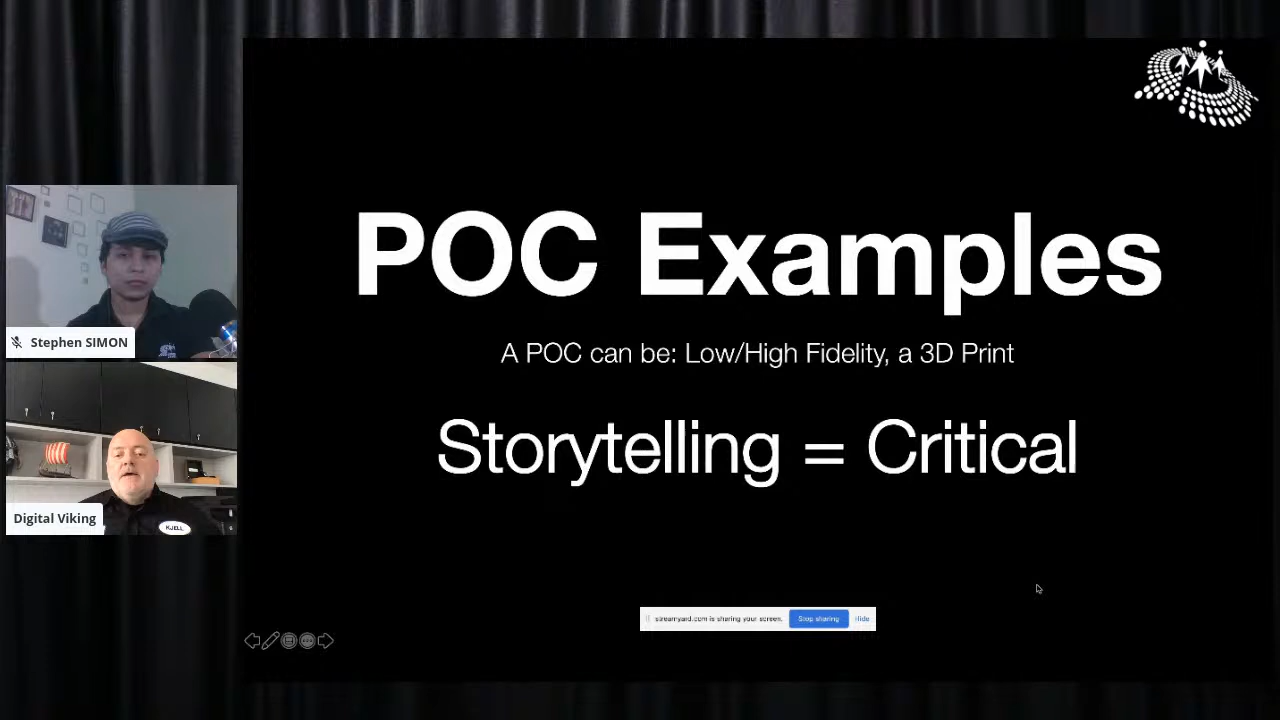 POC Examples
A POC can be: Low/High Fidelity, a 3D Print
Storytelling = Critical
Stephen SIMON
Digital Viking
KJELL
streamyard.com is sharing your screen.
Stop sharing
Hide